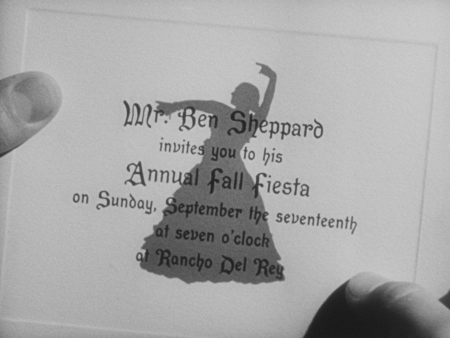 Mr. Ben Sheppard
invites you to his
Annual Fall Fiesta
on Sunday, September the seventeenth
at seven o'clock
at Rancho Del Rey